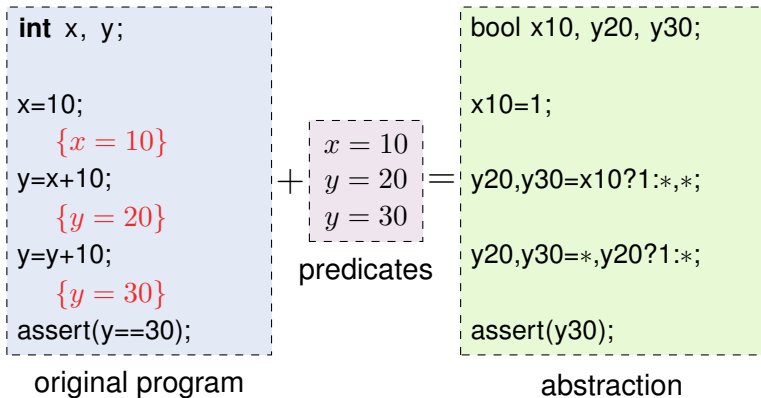 int x, y;
x=10;
{x = 10}
y=x+10;
{y = 20}
y=y+10;
{y = 30}
assert(y==30);
original program
+
x = 10
y = 20
y = 30
predicates
=
bool x10, y20, y30;
x10=1;
y20,y30=x10?1:*,*;
y20,y30=*,y20?1:*;
assert(y30);
abstraction